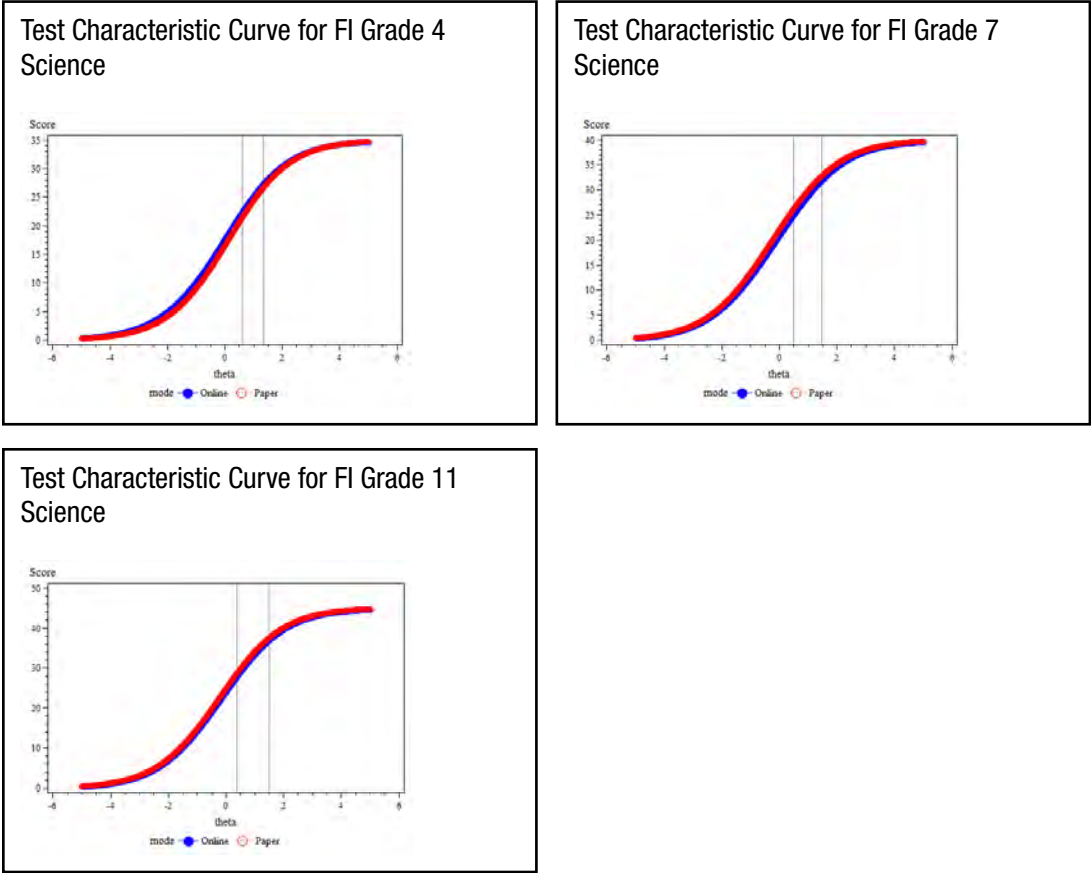 Test Characteristic Curve for FI Grade 4
Science
Score
35
30
25
20
15
10
5
0
-6 -4 -2 0 2 4 6
theta
mode Online Paper
Test Characteristic Curve for FI Grade 7
Science
Score
40
35
30
25
20
15
10
5
0
-6 -4 -2 0 2 4 6
theta
mode Online Paper
Test Characteristic Curve for FI Grade 11
Science
Score
50
40
30
20
10
0
-6 -4 -2 0 2 4 6
theta
mode Online Paper